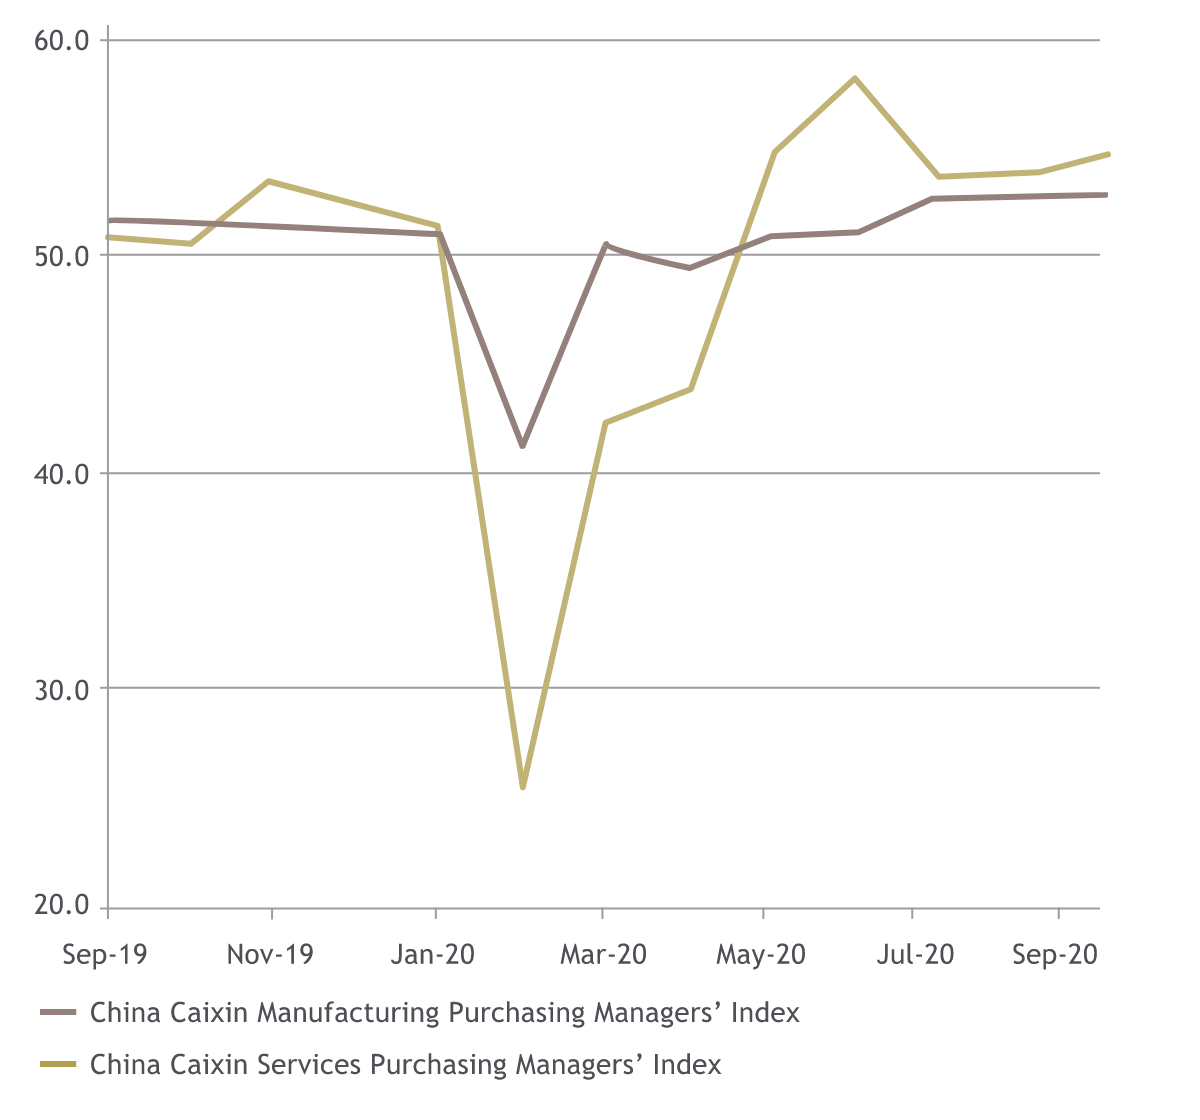 60.0
50.0
40.0
30.0
20.0
Sep-19 Nov-19 Jan-20 Mar-20 May-20 Jul-20 Sep-20
China Caixin Manufacturing Purchasing Managers’ Index
China Caixin Services Purchasing Managers’ Index